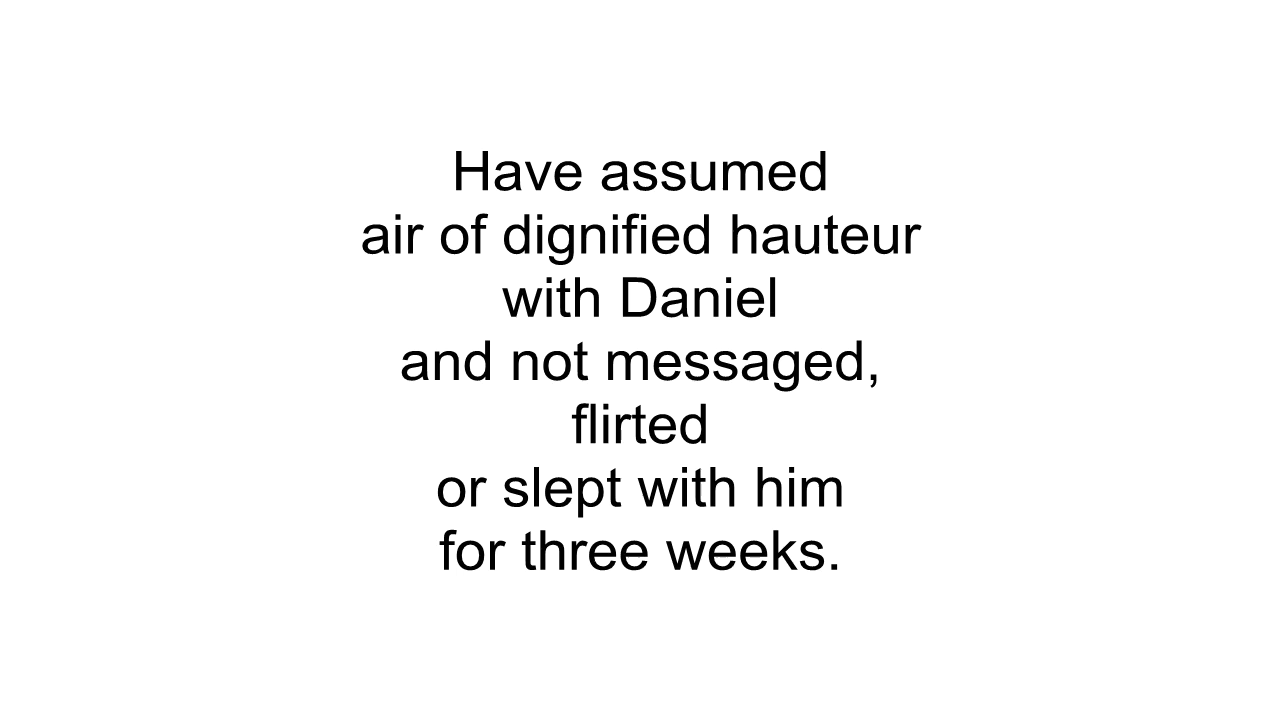 Have assumed
air of dignified hauteur
with Daniel
and not messaged,
flirted
or slept with him
for three weeks.